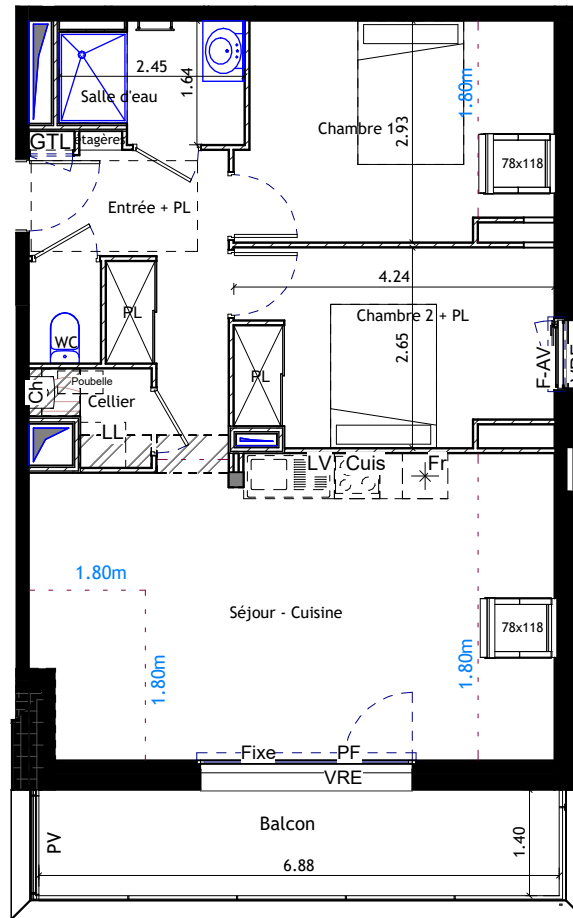 2.45
1.64
Salle d'eau
1.80m
Chambre 1
2.93
78x118
GTL
étagères
Entrée + PL
4.24
Chambre 2 + PL
PL
WC
2.65
F-AV
Ch
Poubelle
Cellier
PL
LL
LV
Cuis
Fr
1.80m
Séjour - Cuisine
78x118
1.80m
1.80m
Fixe
PF
VRE
Balcon
PV
1.40
6.88